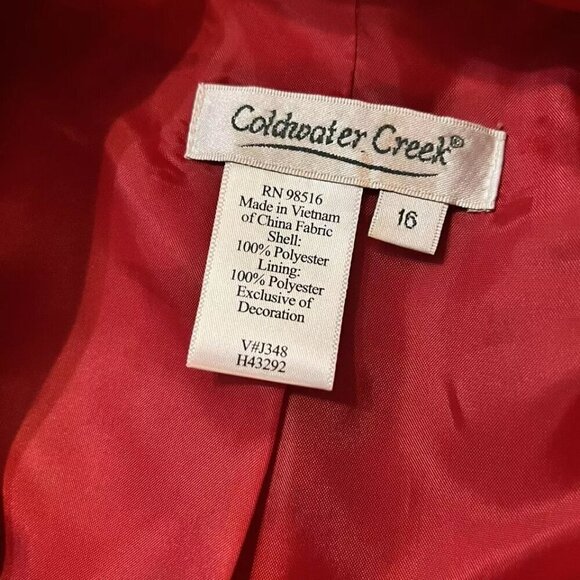 Coldwater Creek®
RN 98516
Made in Vietnam
of China Fabric
Shell:
100% Polyester
Lining:
100% Polyester
Exclusive of
Decoration
V#J348
H43292
16